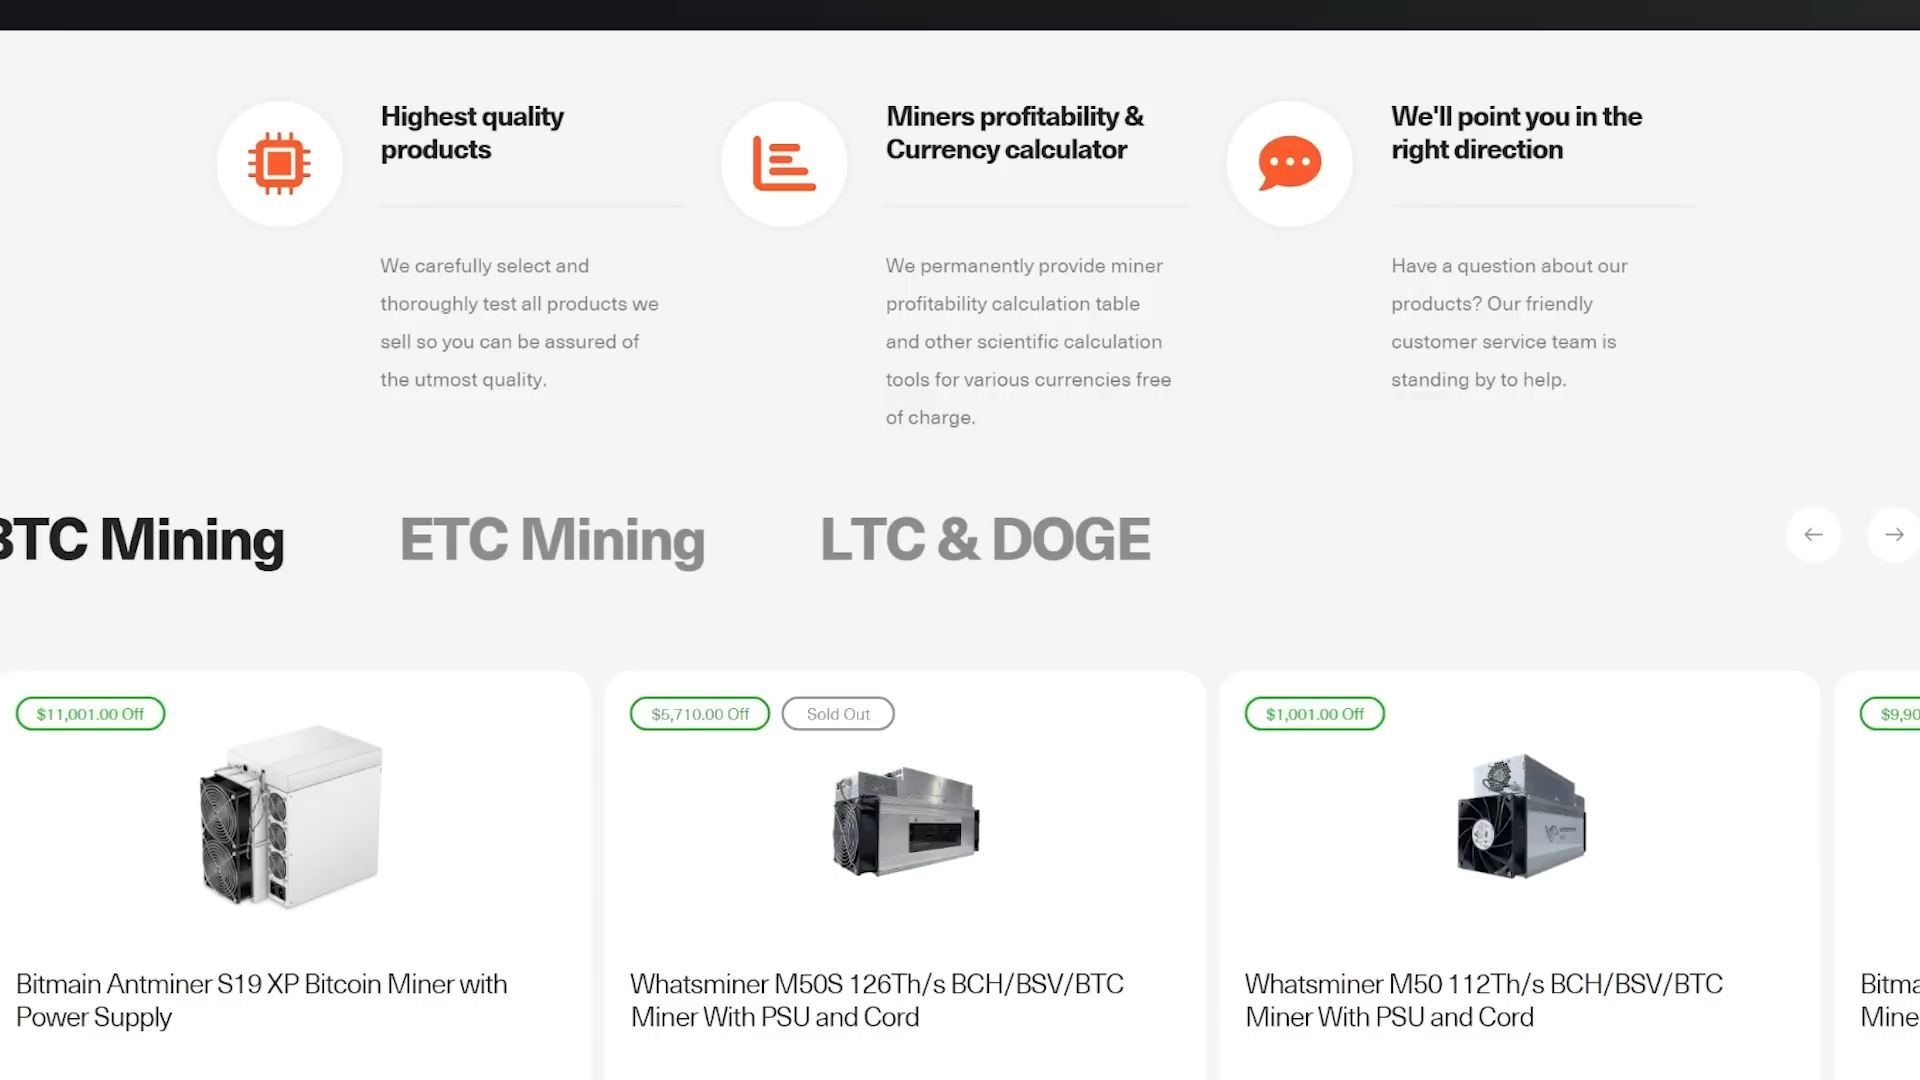 Highest quality
products
We carefully select and
thoroughly test all products we
sell so you can be assured of
the utmost quality.
Miners profitability &
Currency calculator
We permanently provide miner
profitability calculation table
and other scientific calculation
tools for various currencies free
of charge.
We'll point you in the
right direction
Have a question about our
products? Our friendly
customer service team is
standing by to help.
BTC Mining
ETC Mining
LTC & DOGE
$11,001.00 Off
Bitmain Antminer S19 XP Bitcoin Miner with
Power Supply
$5,710.00 Off
Sold Out
Whatsminer M50S 126Th/s BCH/BSV/BTC
Miner With PSU and Cord
$1,001.00 Off
Whatsminer M50 112Th/s BCH/BSV/BTC
Miner With PSU and Cord